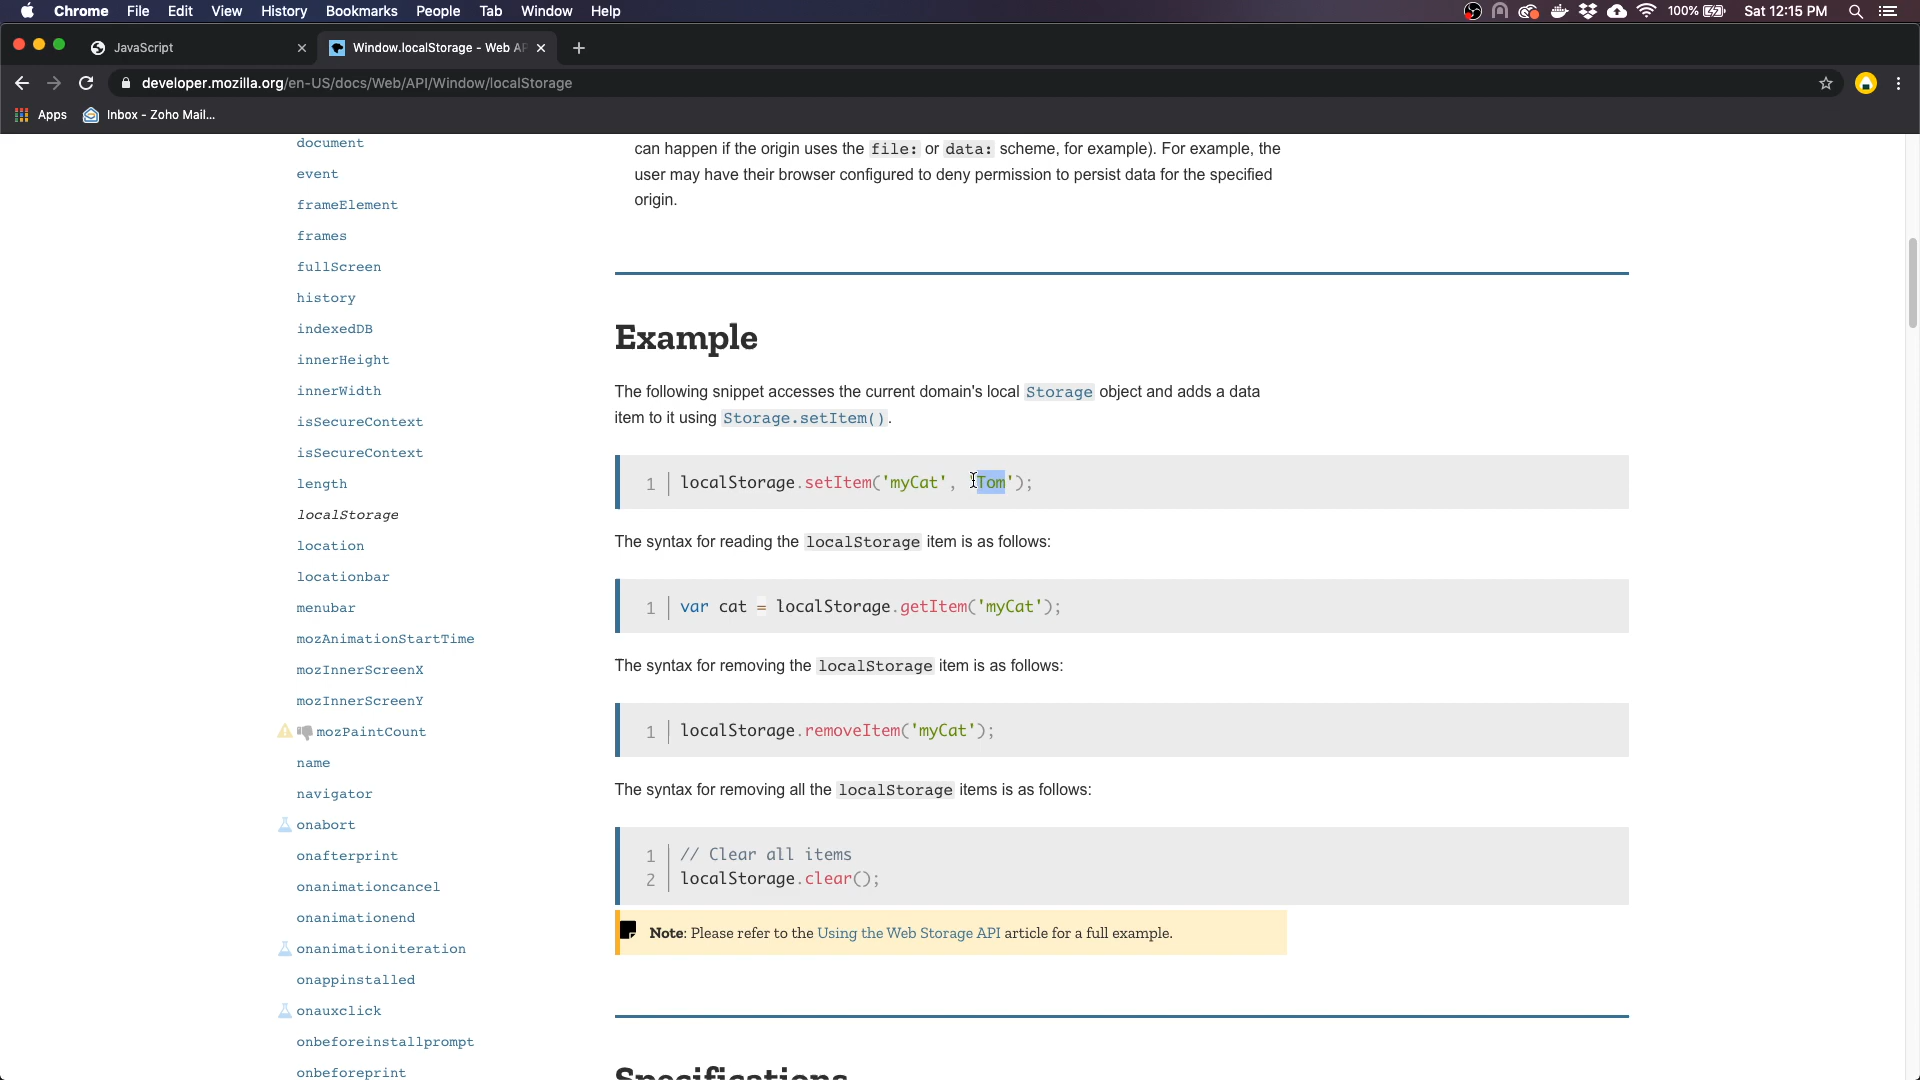 Chrome File Edit View History Bookmarks People Tab Window Help 100% Sat 12:15 PM
JavaScript Window.localStorage - Web AP
developer.mozilla.org/en-US/docs/Web/API/Window/localStorage
Apps Inbox - Zoho Mail...
document
event
frameElement
frames
fullScreen
history
indexedDB
innerHeight
innerWidth
isSecureContext
isSecureContext
length
localStorage
location
locationbar
menubar
mozAnimationStartTime
mozInnerScreenX
mozInnerScreenY
mozPaintCount
name
navigator
onabort
onafterprint
onanimationcancel
onanimationend
onanimationiteration
onappinstalled
onauxclick
onbeforeinstallprompt
onbeforeprint
can happen if the origin uses the file: or data: scheme, for example). For example, the
user may have their browser configured to deny permission to persist data for the specified
origin.
Example
The following snippet accesses the current domain's local Storage object and adds a data
item to it using Storage.setItem().
1 localStorage.setItem('myCat', 'Tom');
The syntax for reading the localStorage item is as follows:
1 var cat = localStorage.getItem('myCat');
The syntax for removing the localStorage item is as follows:
1 localStorage.removeItem('myCat');
The syntax for removing all the localStorage items is as follows:
1 // Clear all items
2 localStorage.clear();
Note: Please refer to the Using the Web Storage API article for a full example.
Specifications